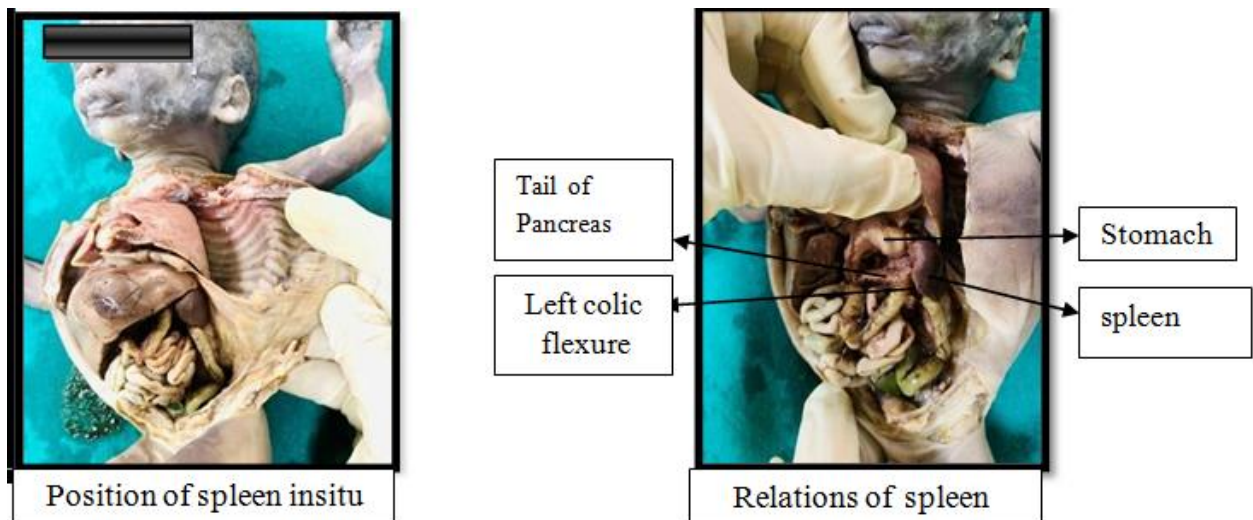 Tail of
Pancreas
Left colic
flexure
Stomach
spleen
Position of spleen insitu
Relations of spleen